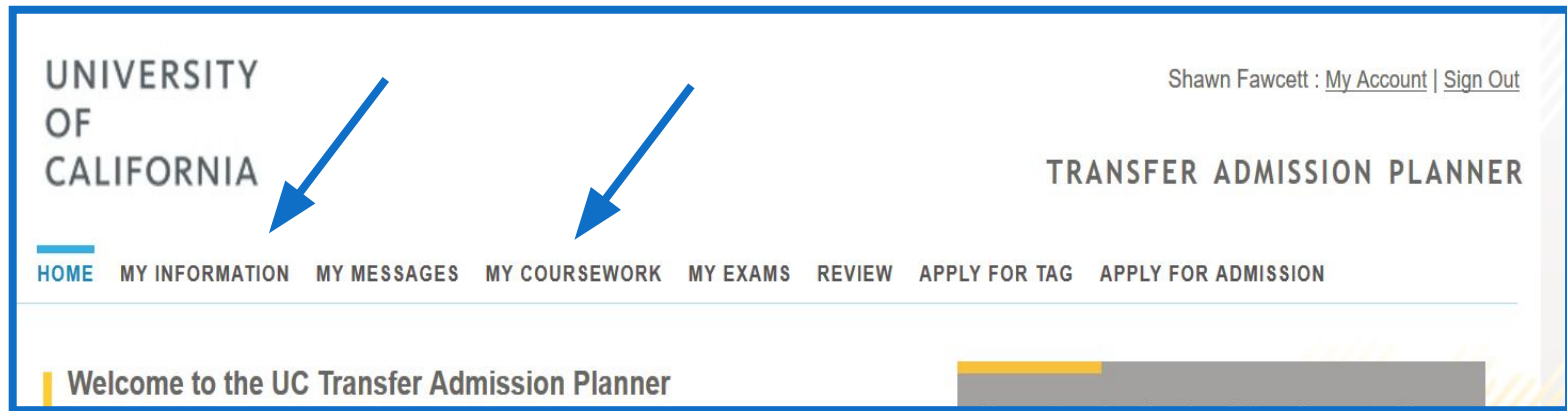 UNIVERSITY
OF
CALIFORNIA
Shawn Fawcett : My Account | Sign Out
TRANSFER ADMISSION PLANNER
HOME MY INFORMATION MY MESSAGES MY COURSEWORK MY EXAMS REVIEW APPLY FOR TAG APPLY FOR ADMISSION
Welcome to the UC Transfer Admission Planner